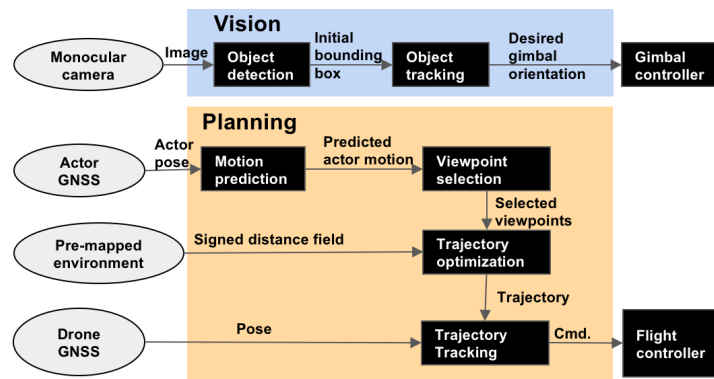 Vision
Monocular
camera
Image
Object
detection
Initial
bounding
box
Object
tracking
Desired
gimbal
orientation
Gimbal
controller
Planning
Actor
GNSS
Actor
pose
Motion
prediction
Predicted
actor motion
Viewpoint
selection
Selected
viewpoints
Pre-mapped
environment
Signed distance field
Trajectory
optimization
Trajectory
Drone
GNSS
Pose
Trajectory
Tracking
Cmd.
Flight
controller